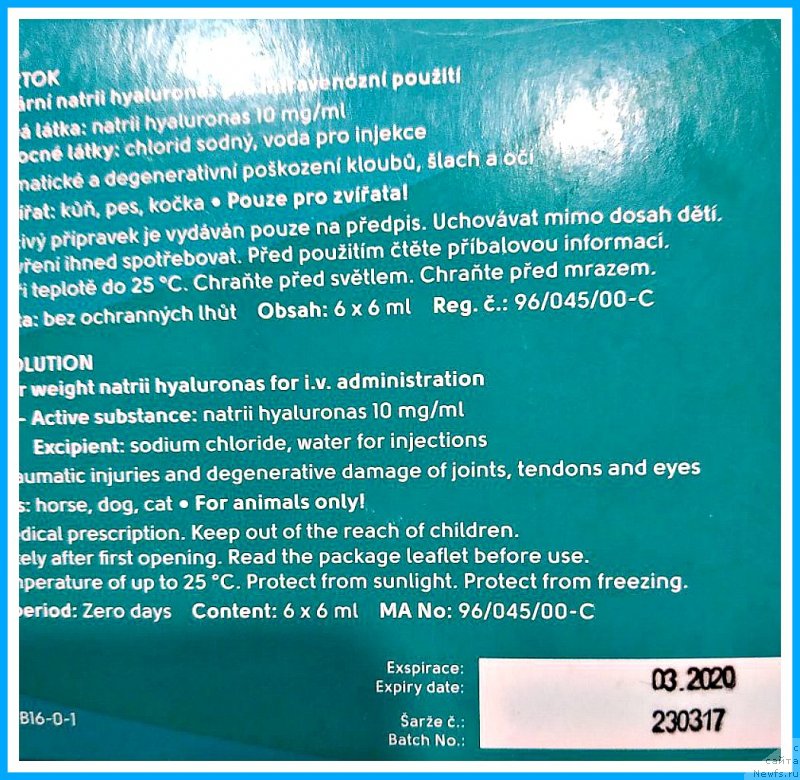 ZTOK
ární natrii hyaluronas intravenózní použití
á látka: natrii hyaluronas 10 mg/ml
ocné látky: chlorid sodný, voda pro injekce
matické a degenerativní poškození kloubů, šlach a očí
ířat: kůň, pes, kočka • Pouze pro zvířata!
ivý přípravek je vydáván pouze na předpis. Uchovávat mimo dosah dětí.
vření ihned spotřebovat. Před použitím čtěte příbalovou informaci.
ři teplotě do 25 °C. Chraňte před světlem. Chraňte před mrazem.
ta: bez ochranných lhůt Obsah: 6 x 6 ml Reg. č.: 96/045/00-C
OLUTION
r weight natrii hyaluronas for i.v. administration
– Active substance: natrii hyaluronas 10 mg/ml
Excipient: sodium chloride, water for injections
aumatic injuries and degenerative damage of joints, tendons and eyes
s: horse, dog, cat • For animals only!
edical prescription. Keep out of the reach of children.
tely after first opening. Read the package leaflet before use.
mperature of up to 25 °C. Protect from sunlight. Protect from freezing.
period: Zero days Content: 6 x 6 ml MA No: 96/045/00-C
Exspirace:
Expiry date: 03.2020
B16-0-1
Šarže č.: 230317
Batch No.:
с
сайта
Newfs.ru